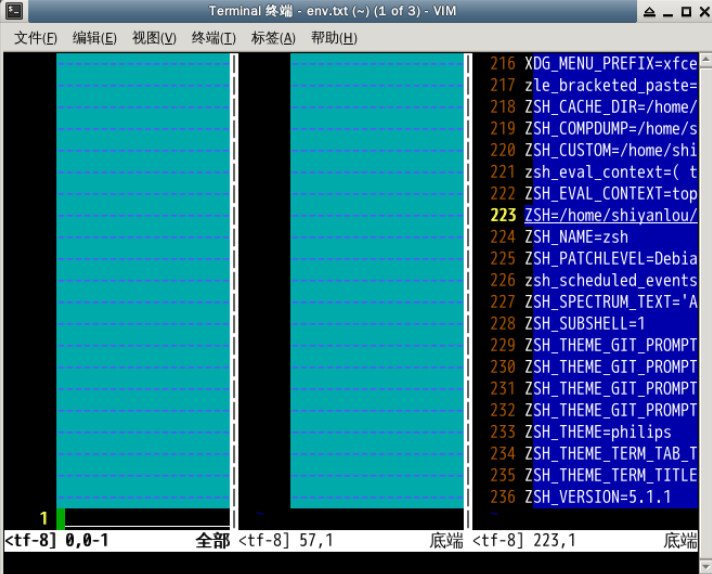 Terminal 终端 - env.txt (~) (1 of 3) - VIM
文件(F) 编辑(E) 视图(V) 终端(T) 标签(A) 帮助(H)
216 XDG_MENU_PREFIX=xfce
217 zle_bracketed_paste=
218 ZSH_CACHE_DIR=/home/
219 ZSH_COMPDUMP=/home/s
220 ZSH_CUSTOM=/home/shi
221 zsh_eval_context=( t
222 ZSH_EVAL_CONTEXT=top
223 ZSH=/home/shiyanlou/
224 ZSH_NAME=zsh
225 ZSH_PATCHLEVEL=Debia
226 zsh_scheduled_events
227 ZSH_SPECTRUM_TEXT='A
228 ZSH_SUBSHELL=1
229 ZSH_THEME_GIT_PROMPT
230 ZSH_THEME_GIT_PROMPT
231 ZSH_THEME_GIT_PROMPT
232 ZSH_THEME_GIT_PROMPT
233 ZSH_THEME=philips
234 ZSH_THEME_TERM_TAB_T
235 ZSH_THEME_TERM_TITLE
236 ZSH_VERSION=5.1.1
1 ~ ~
<tf-8] 0,0-1 全部 <tf-8] 57,1 底端 <tf-8] 223,1 底端